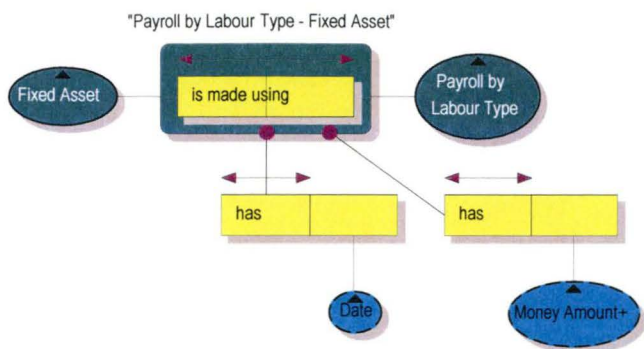 "Payroll by Labour Type - Fixed Asset"
Fixed Asset
is made using
Payroll by
Labour Type
has
has
Date
Money Amount+